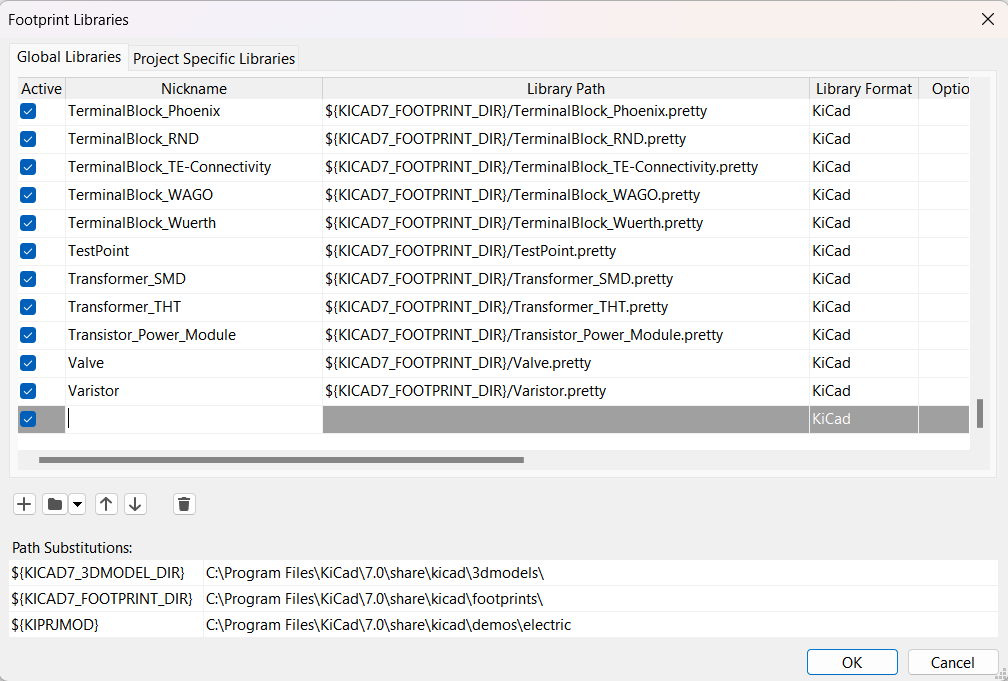 Footprint Libraries
Global Libraries Project Specific Libraries
Active Nickname Library Path Library Format Optio
TerminalBlock_Phoenix ${KICAD7_FOOTPRINT_DIR}/TerminalBlock_Phoenix.pretty KiCad
TerminalBlock_RND ${KICAD7_FOOTPRINT_DIR}/TerminalBlock_RND.pretty KiCad
TerminalBlock_TE-Connectivity ${KICAD7_FOOTPRINT_DIR}/TerminalBlock_TE-Connectivity.pretty KiCad
TerminalBlock_WAGO ${KICAD7_FOOTPRINT_DIR}/TerminalBlock_WAGO.pretty KiCad
TerminalBlock_Wuerth ${KICAD7_FOOTPRINT_DIR}/TerminalBlock_Wuerth.pretty KiCad
TestPoint ${KICAD7_FOOTPRINT_DIR}/TestPoint.pretty KiCad
Transformer_SMD ${KICAD7_FOOTPRINT_DIR}/Transformer_SMD.pretty KiCad
Transformer_THT ${KICAD7_FOOTPRINT_DIR}/Transformer_THT.pretty KiCad
Transistor_Power_Module ${KICAD7_FOOTPRINT_DIR}/Transistor_Power_Module.pretty KiCad
Valve ${KICAD7_FOOTPRINT_DIR}/Valve.pretty KiCad
Varistor ${KICAD7_FOOTPRINT_DIR}/Varistor.pretty KiCad
KiCad
Path Substitutions:
${KICAD7_3DMODEL_DIR} C:\Program Files\KiCad\7.0\share\kicad\3dmodels\
${KICAD7_FOOTPRINT_DIR} C:\Program Files\KiCad\7.0\share\kicad\footprints\
${KIPRJMOD} C:\Program Files\KiCad\7.0\share\kicad\demos\electric
OK Cancel